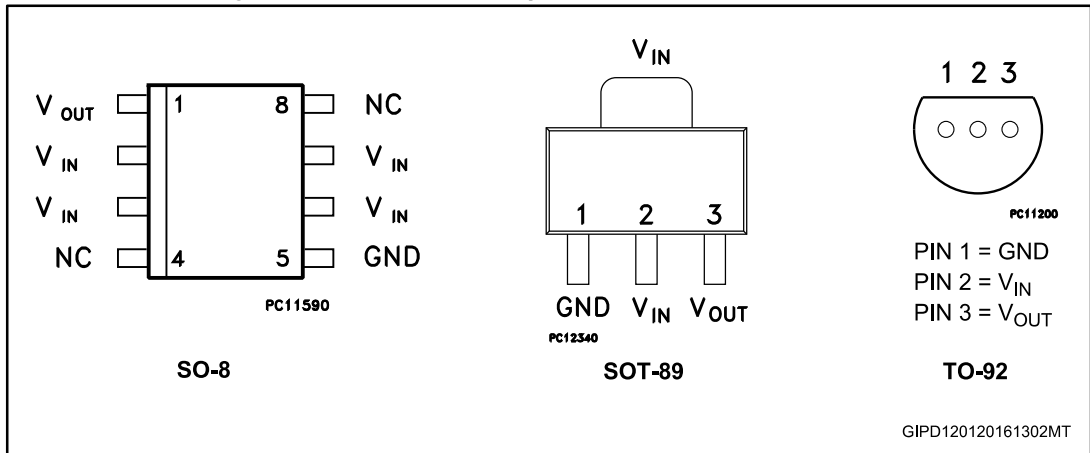 V OUT 1 8 NC
V IN V IN
V IN V IN
NC 4 5 GND
PC11590
SO-8
V IN
1 2 3
GND V IN V OUT
PC12340
SOT-89
1 2 3
PC11200
PIN 1 = GND
PIN 2 = VIN
PIN 3 = VOUT
TO-92
GIPD120120161302MT